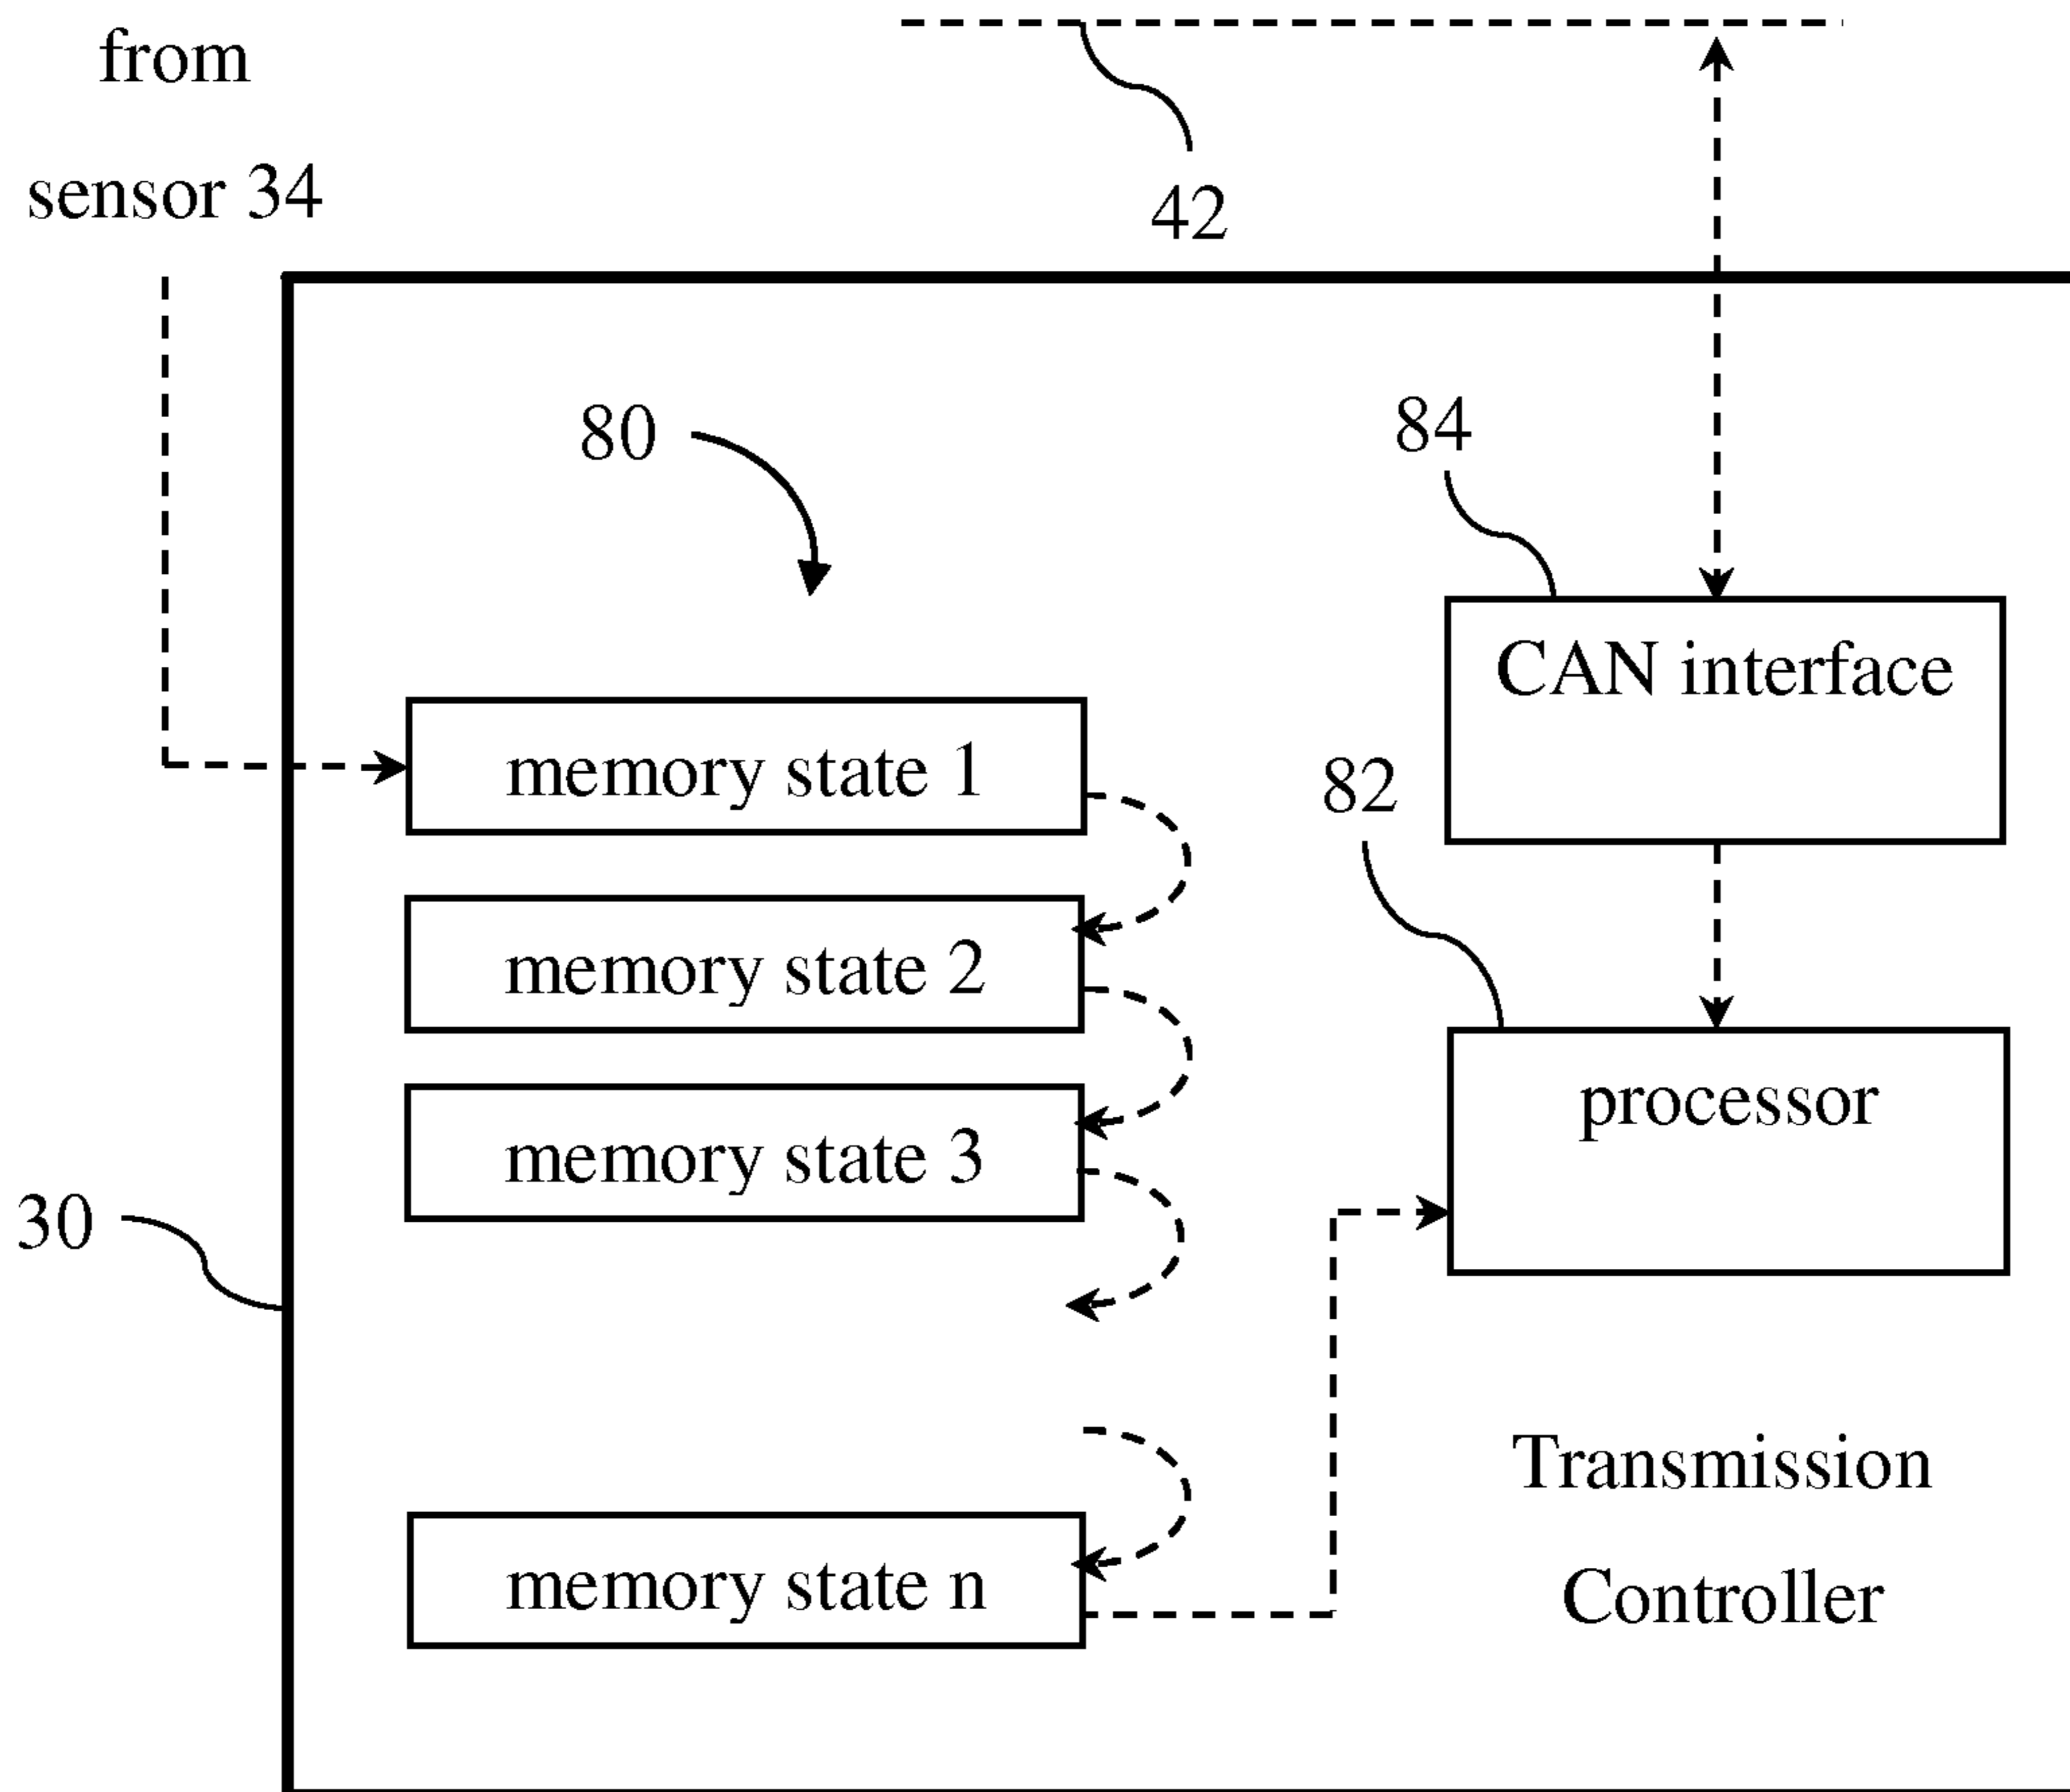 from
sensor 34
42
80
84
CAN interface
memory state 1
82
memory state 2
processor
memory state 3
30
Transmission
Controller
memory state n